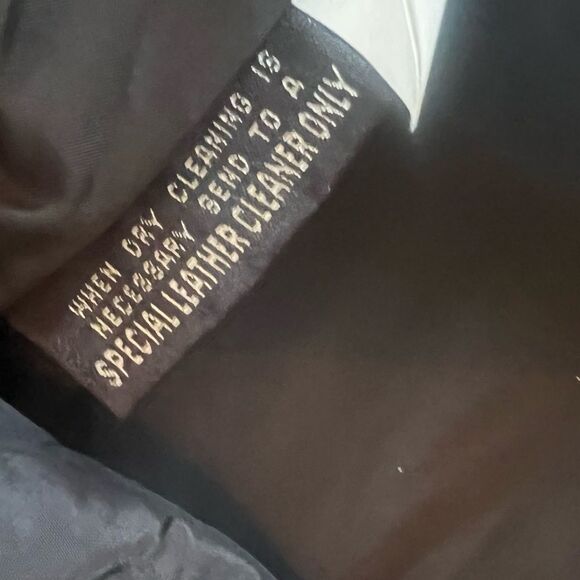 WHEN DRY CLEANING IS
NECESSARY SEND TO A
SPECIAL LEATHER CLEANER ONLY